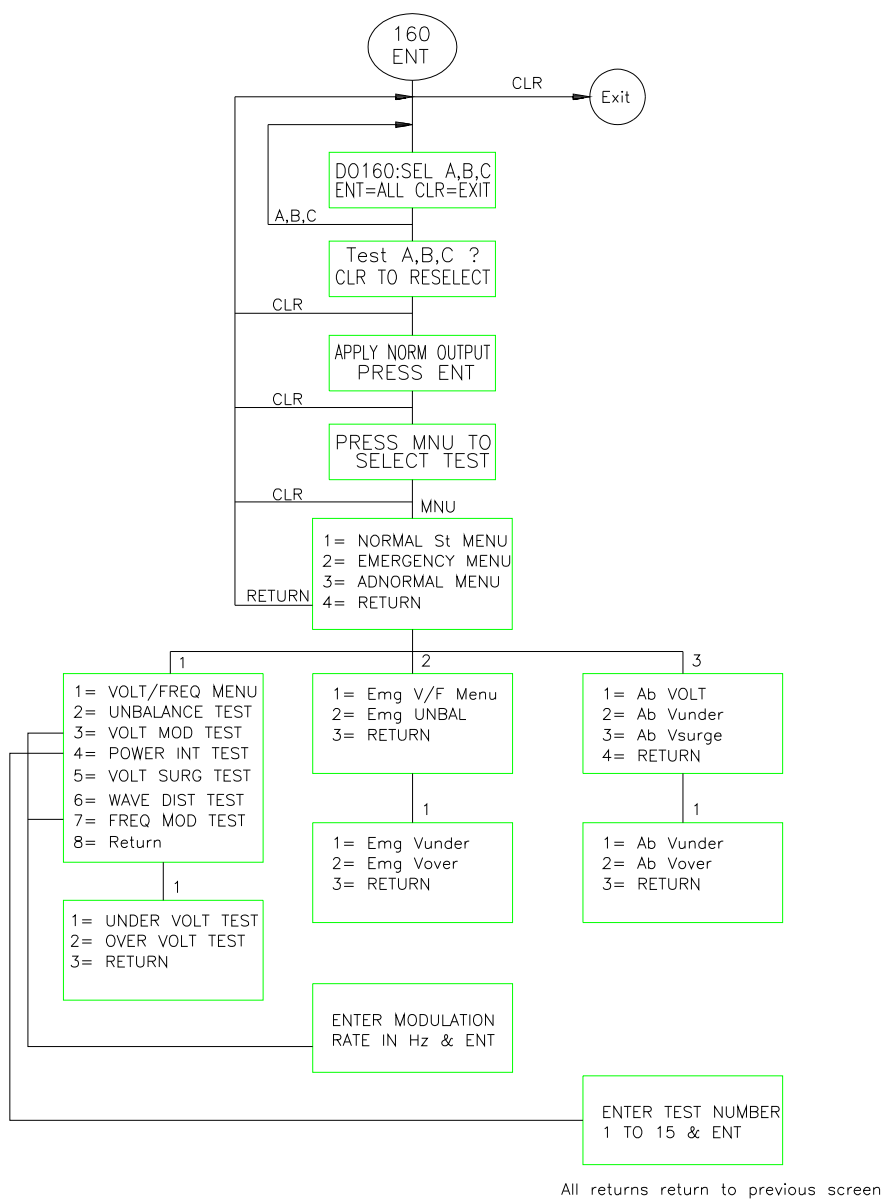 160
ENT
CLR
Exit
DO160:SEL A,B,C
ENT=ALL CLR=EXIT
A,B,C
Test A,B,C ?
CLR TO RESELECT
CLR
APPLY NORM OUTPUT
PRESS ENT
CLR
PRESS MNU TO
SELECT TEST
CLR
MNU
1= NORMAL St MENU
2= EMERGENCY MENU
3= ADNORMAL MENU
4= RETURN
RETURN
1
2
3
1= VOLT/FREQ MENU
2= UNBALANCE TEST
3= VOLT MOD TEST
4= POWER INT TEST
5= VOLT SURG TEST
6= WAVE DIST TEST
7= FREQ MOD TEST
8= Return
1= Emg V/F Menu
2= Emg UNBAL
3= RETURN
1= Ab VOLT
2= Ab Vunder
3= Ab Vsurge
4= RETURN
1
1
1
1= UNDER VOLT TEST
2= OVER VOLT TEST
3= RETURN
1= Emg Vunder
2= Emg Vover
3= RETURN
1= Ab Vunder
2= Ab Vover
3= RETURN
ENTER MODULATION
RATE IN Hz & ENT
ENTER TEST NUMBER
1 TO 15 & ENT
All returns return to previous screen